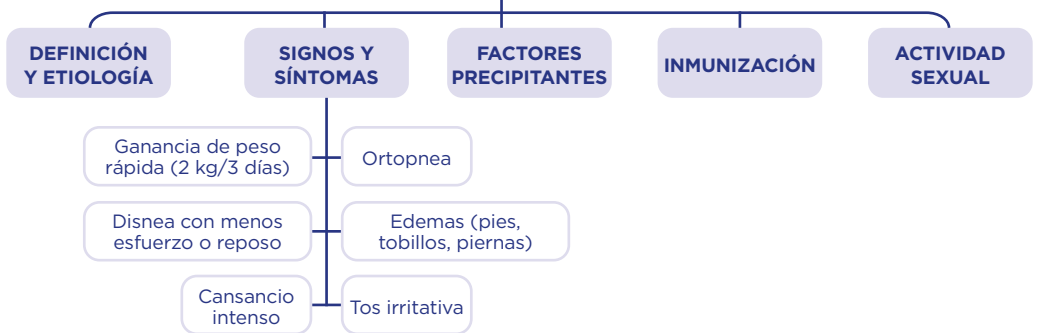 DEFINICIÓN
Y ETIOLOGÍA
SIGNOS Y
SÍNTOMAS
FACTORES
PRECIPITANTES
INMUNIZACIÓN
ACTIVIDAD
SEXUAL
Ganancia de peso
rápida (2 kg/3 días)
Ortopnea
Disnea con menos
esfuerzo o reposo
Edemas (pies,
tobillos, piernas)
Cansancio
intenso
Tos irritativa